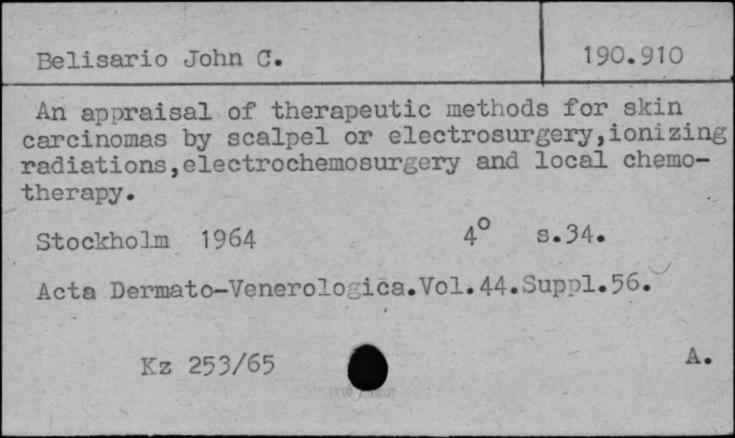 Belisario John C.
190.910
An appraisal of therapeutic methods for skin
carcinomas by scalpel or electrosurgery,ionizing
radiations,electrochemosurgery and local chemo-
therapy.
Stockholm 1964 4° s.34.
Acta Dermato-Venerologica.Vol.44.Suppl.56.
Kz 253/65
A.